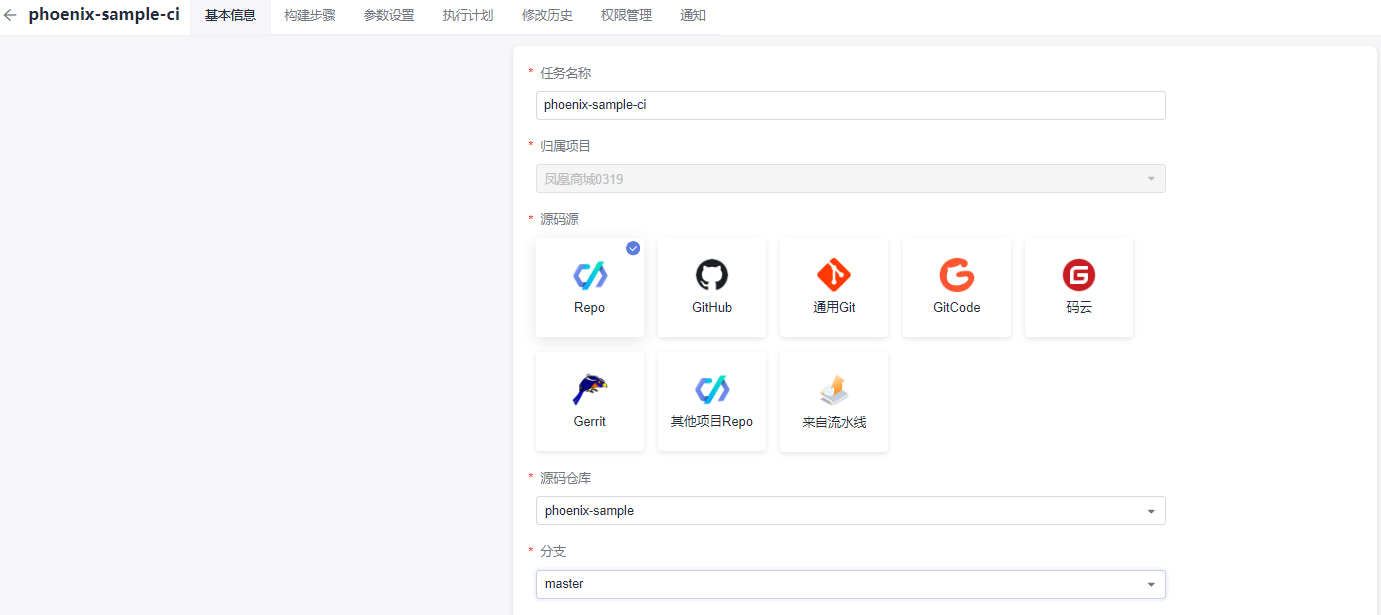 phoenix-sample-ci 基本信息 构建步骤 参数设置 执行计划 修改历史 权限管理 通知
* 任务名称
phoenix-sample-ci
* 归属项目
凤凰商城0319
* 源码源
Repo GitHub 通用Git GitCode 码云
Gerrit 其他项目Repo 来自流水线
* 源码仓库
phoenix-sample
* 分支
master